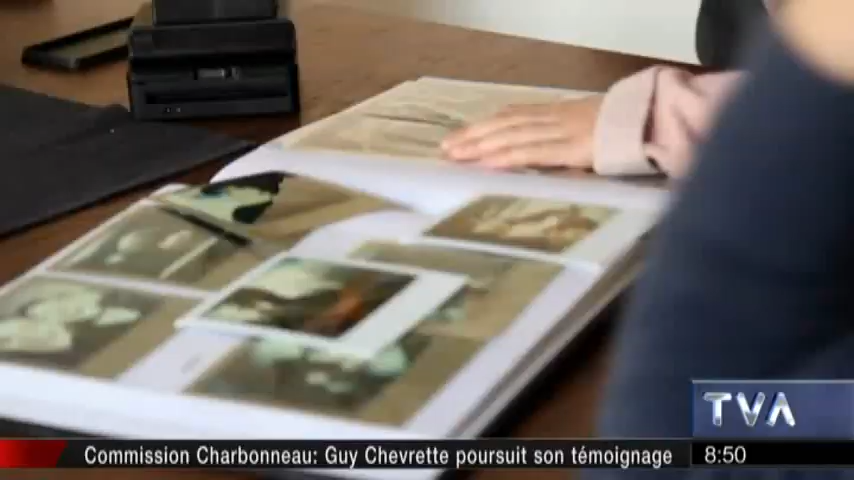 TVA
Commission Charbonneau: Guy Chevrette poursuit son témoignage 8:50